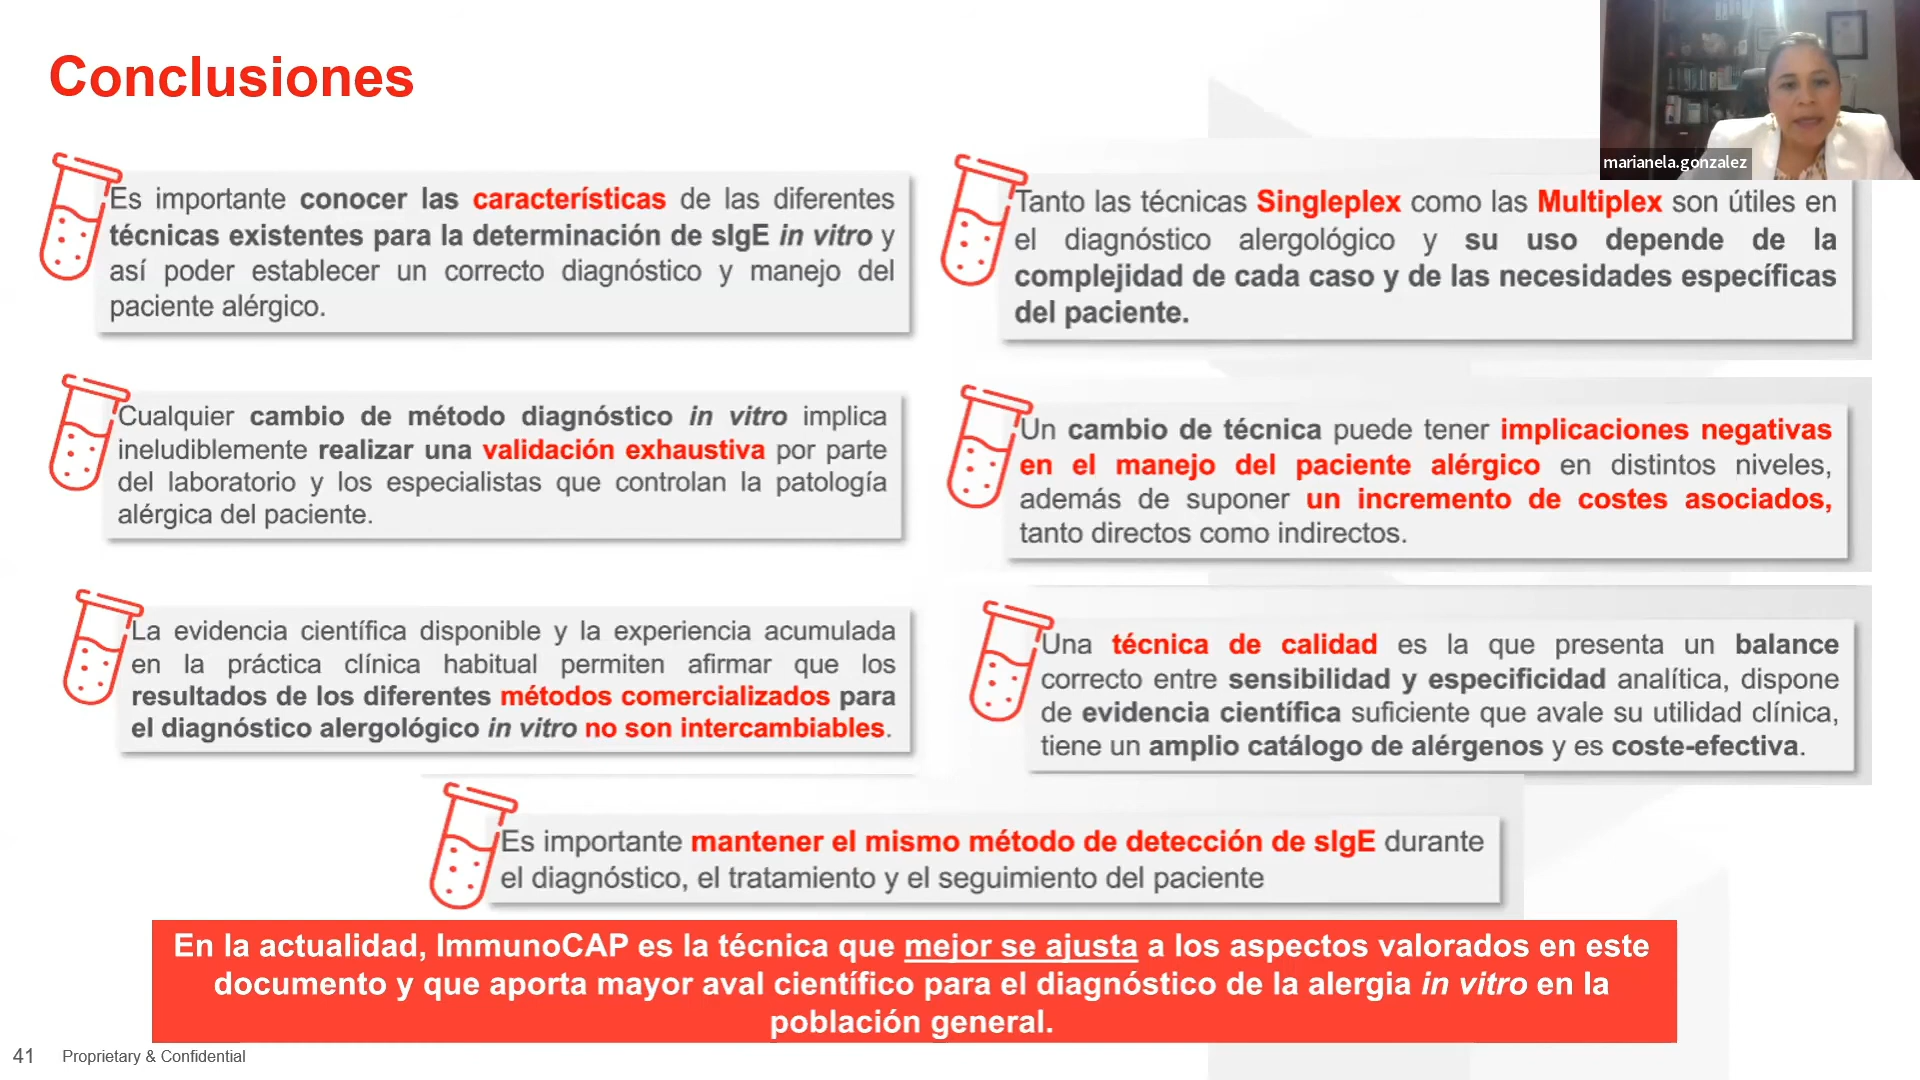 Conclusiones
marianela.gonzalez
Es importante conocer las características de las diferentes
técnicas existentes para la determinación de sIgE in vitro y
así poder establecer un correcto diagnóstico y manejo del
paciente alérgico.
Tanto las técnicas Singleplex como las Multiplex son útiles en
el diagnóstico alergológico y su uso depende de la
complejidad de cada caso y de las necesidades específicas
del paciente.
Cualquier cambio de método diagnóstico in vitro implica
ineludiblemente realizar una validación exhaustiva por parte
del laboratorio y los especialistas que controlan la patología
alérgica del paciente.
Un cambio de técnica puede tener implicaciones negativas
en el manejo del paciente alérgico en distintos niveles,
además de suponer un incremento de costes asociados,
tanto directos como indirectos.
La evidencia científica disponible y la experiencia acumulada
en la práctica clínica habitual permiten afirmar que los
resultados de los diferentes métodos comercializados para
el diagnóstico alergológico in vitro no son intercambiables.
Una técnica de calidad es la que presenta un balance
correcto entre sensibilidad y especificidad analítica, dispone
de evidencia científica suficiente que avale su utilidad clínica,
tiene un amplio catálogo de alérgenos y es coste-efectiva.
Es importante mantener el mismo método de detección de sIgE durante
el diagnóstico, el tratamiento y el seguimiento del paciente
En la actualidad, ImmunoCAP es la técnica que mejor se ajusta a los aspectos valorados en este
documento y que aporta mayor aval científico para el diagnóstico de la alergia in vitro en la
población general.
41 Proprietary & Confidential